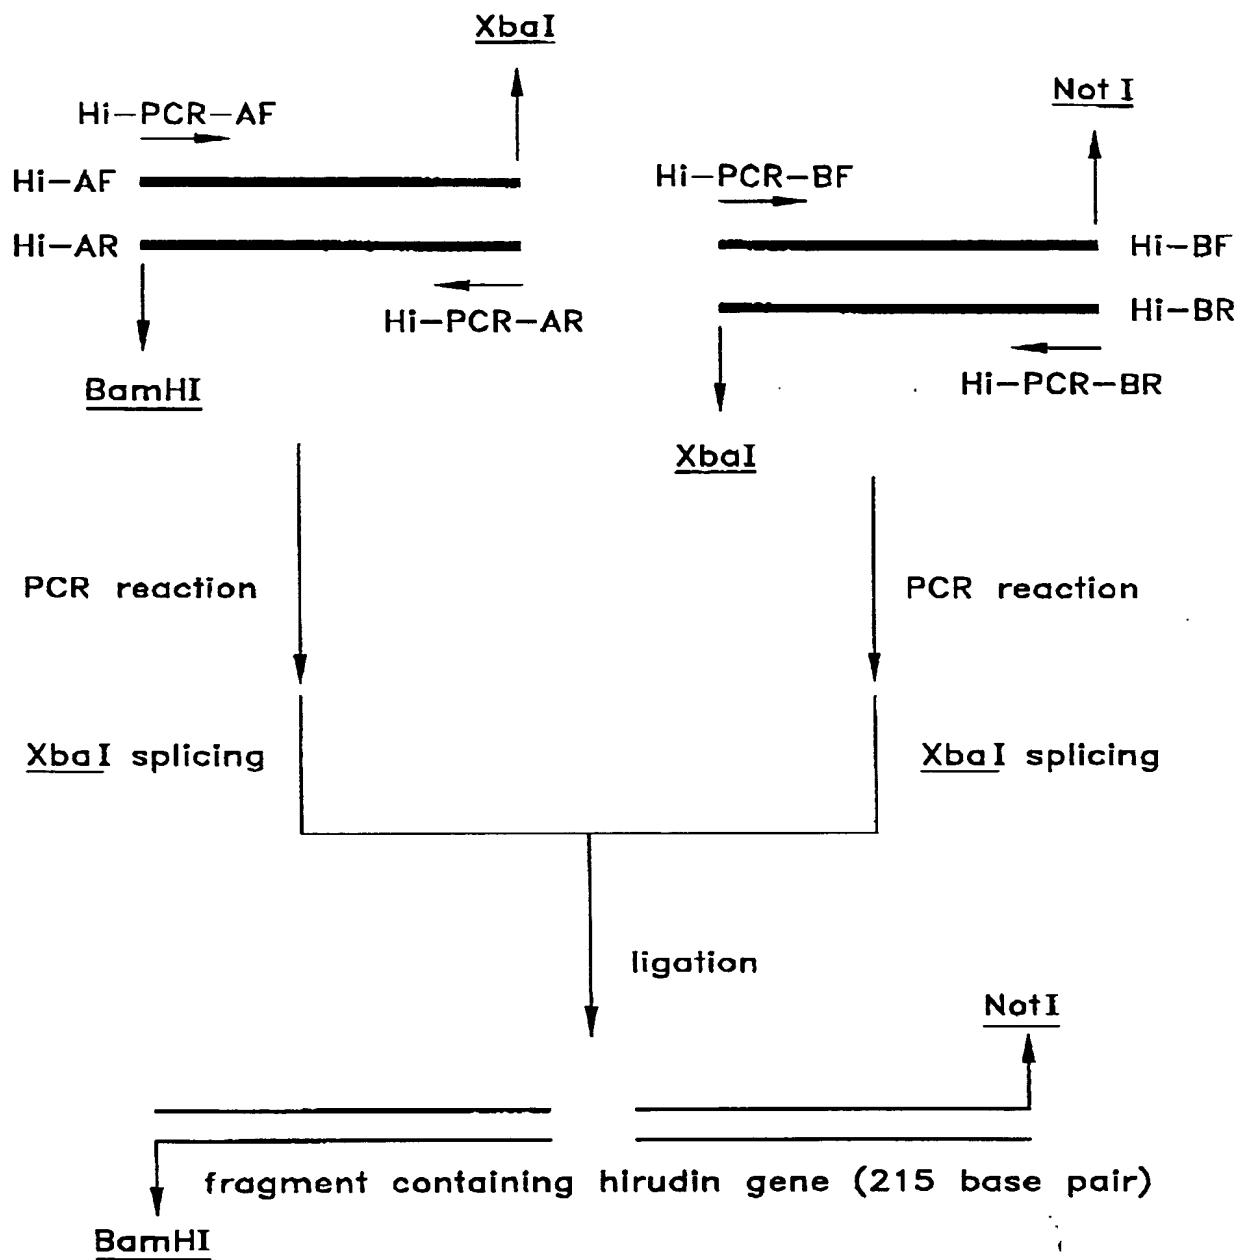 XbaI
Not I
Hi-PCR-AF
Hi-AF
Hi-AR
Hi-PCR-AR
BamHI
Hi-PCR-BF
Hi-BF
Hi-BR
Hi-PCR-BR
XbaI
PCR reaction
PCR reaction
XbaI splicing
XbaI splicing
ligation
NotI
fragment containing hirudin gene (215 base pair)
BamHI